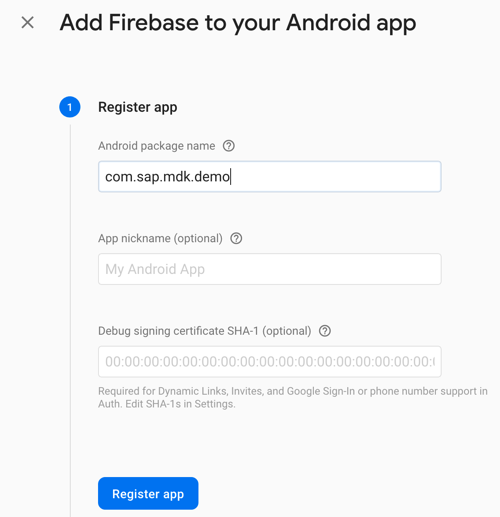 Add Firebase to your Android app
1 Register app
Android package name
com.sap.mdk.demo
App nickname (optional)
My Android App
Debug signing certificate SHA-1 (optional)
00:00:00:00:00:00:00:00:00:00:00:00:00:00:00:00:
Required for Dynamic Links, Invites, and Google Sign-In or phone number support in
Auth. Edit SHA-1s in Settings.
Register app